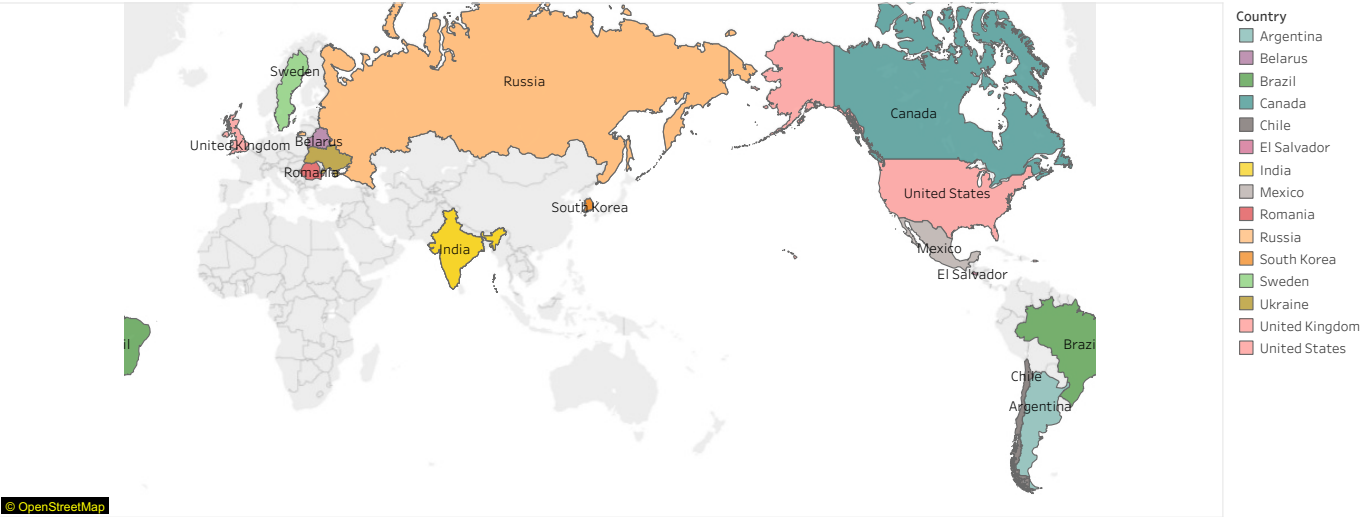 Sweden
Russia
United Kingdom
Belarus
Romania
South Korea
India
Canada
United States
Mexico
El Salvador
il
Brazi
Chile
Argentina
© OpenStreetMap
Country
Argentina
Belarus
Brazil
Canada
Chile
El Salvador
India
Mexico
Romania
Russia
South Korea
Sweden
Ukraine
United Kingdom
United States